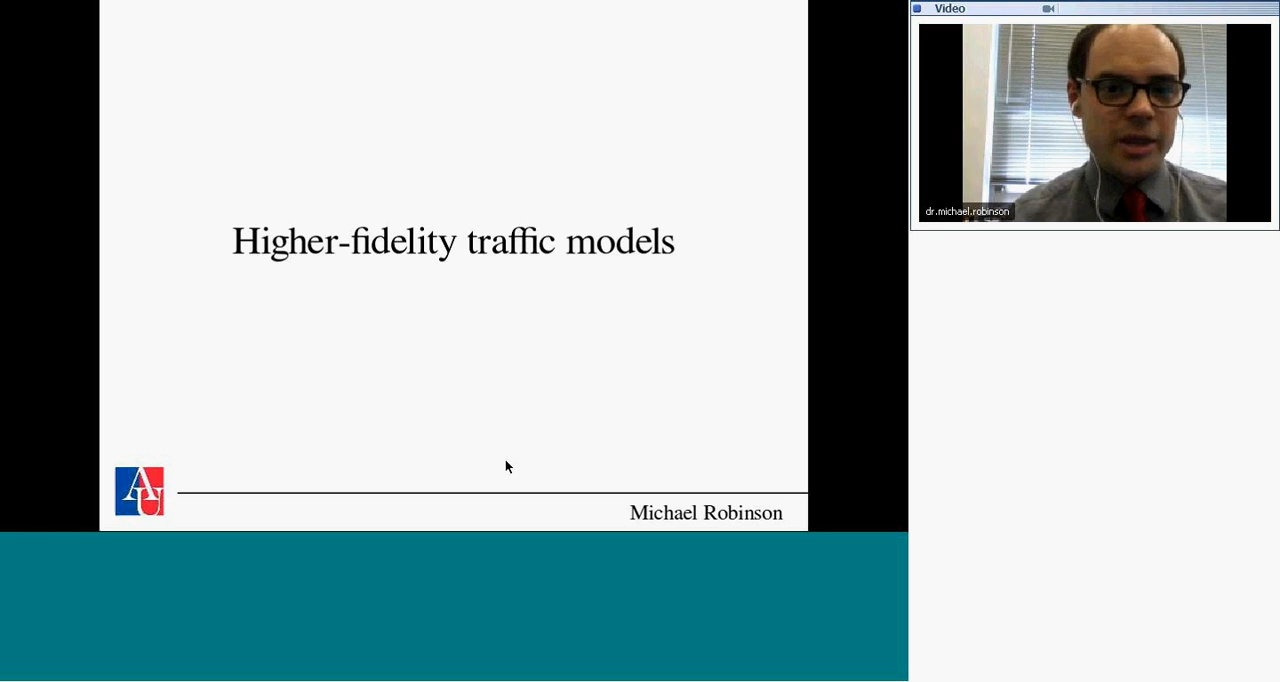 Video
dr.michael.robinson
Higher-fidelity traffic models
AU
Michael Robinson